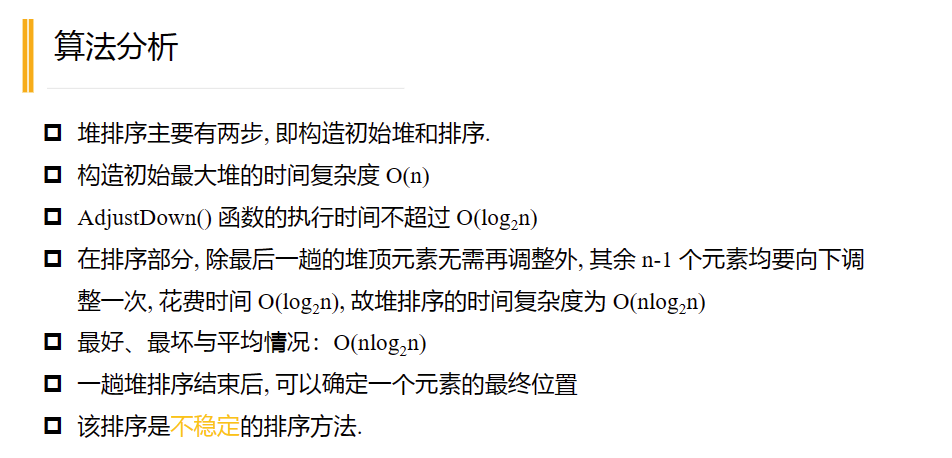 算法分析
堆排序主要有两步, 即构造初始堆和排序.
构造初始最大堆的时间复杂度 O(n)
AdjustDown() 函数的执行时间不超过 O(log₂n)
在排序部分, 除最后一趟的堆顶元素无需再调整外, 其余 n-1 个元素均要向下调
整一次, 花费时间 O(log₂n), 故堆排序的时间复杂度为 O(nlog₂n)
最好、最坏与平均情况：O(nlog₂n)
一趟堆排序结束后, 可以确定一个元素的最终位置
该排序是不稳定的排序方法.